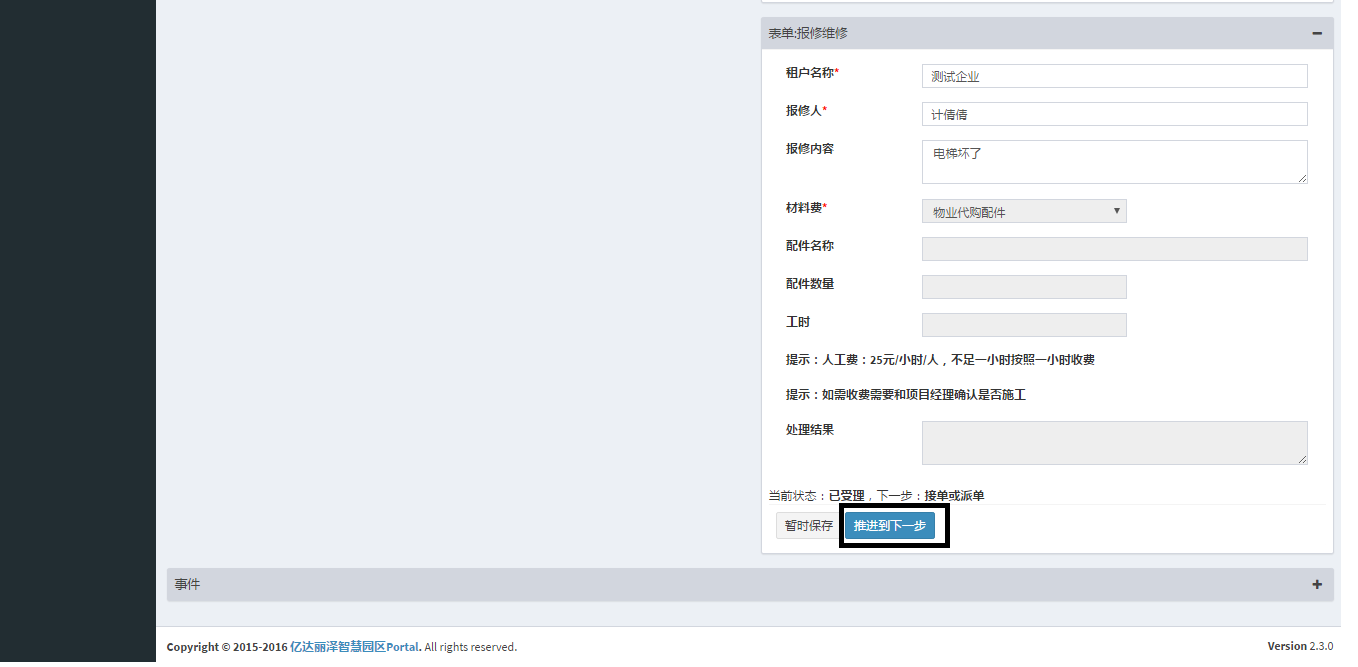 表单:报修维修
租户名称*
测试企业
报修人*
计倩倩
报修内容
电梯坏了
材料费*
物业代购配件
配件名称
配件数量
工时
提示：人工费：25元/小时/人，不足一小时按照一小时收费
提示：如需收费需要和项目经理确认是否施工
处理结果
当前状态：已受理，下一步：接单或派单
暂时保存 推进到下一步
事件
Copyright © 2015-2016 亿达丽泽智慧园区Portal. All rights reserved.
Version 2.3.0